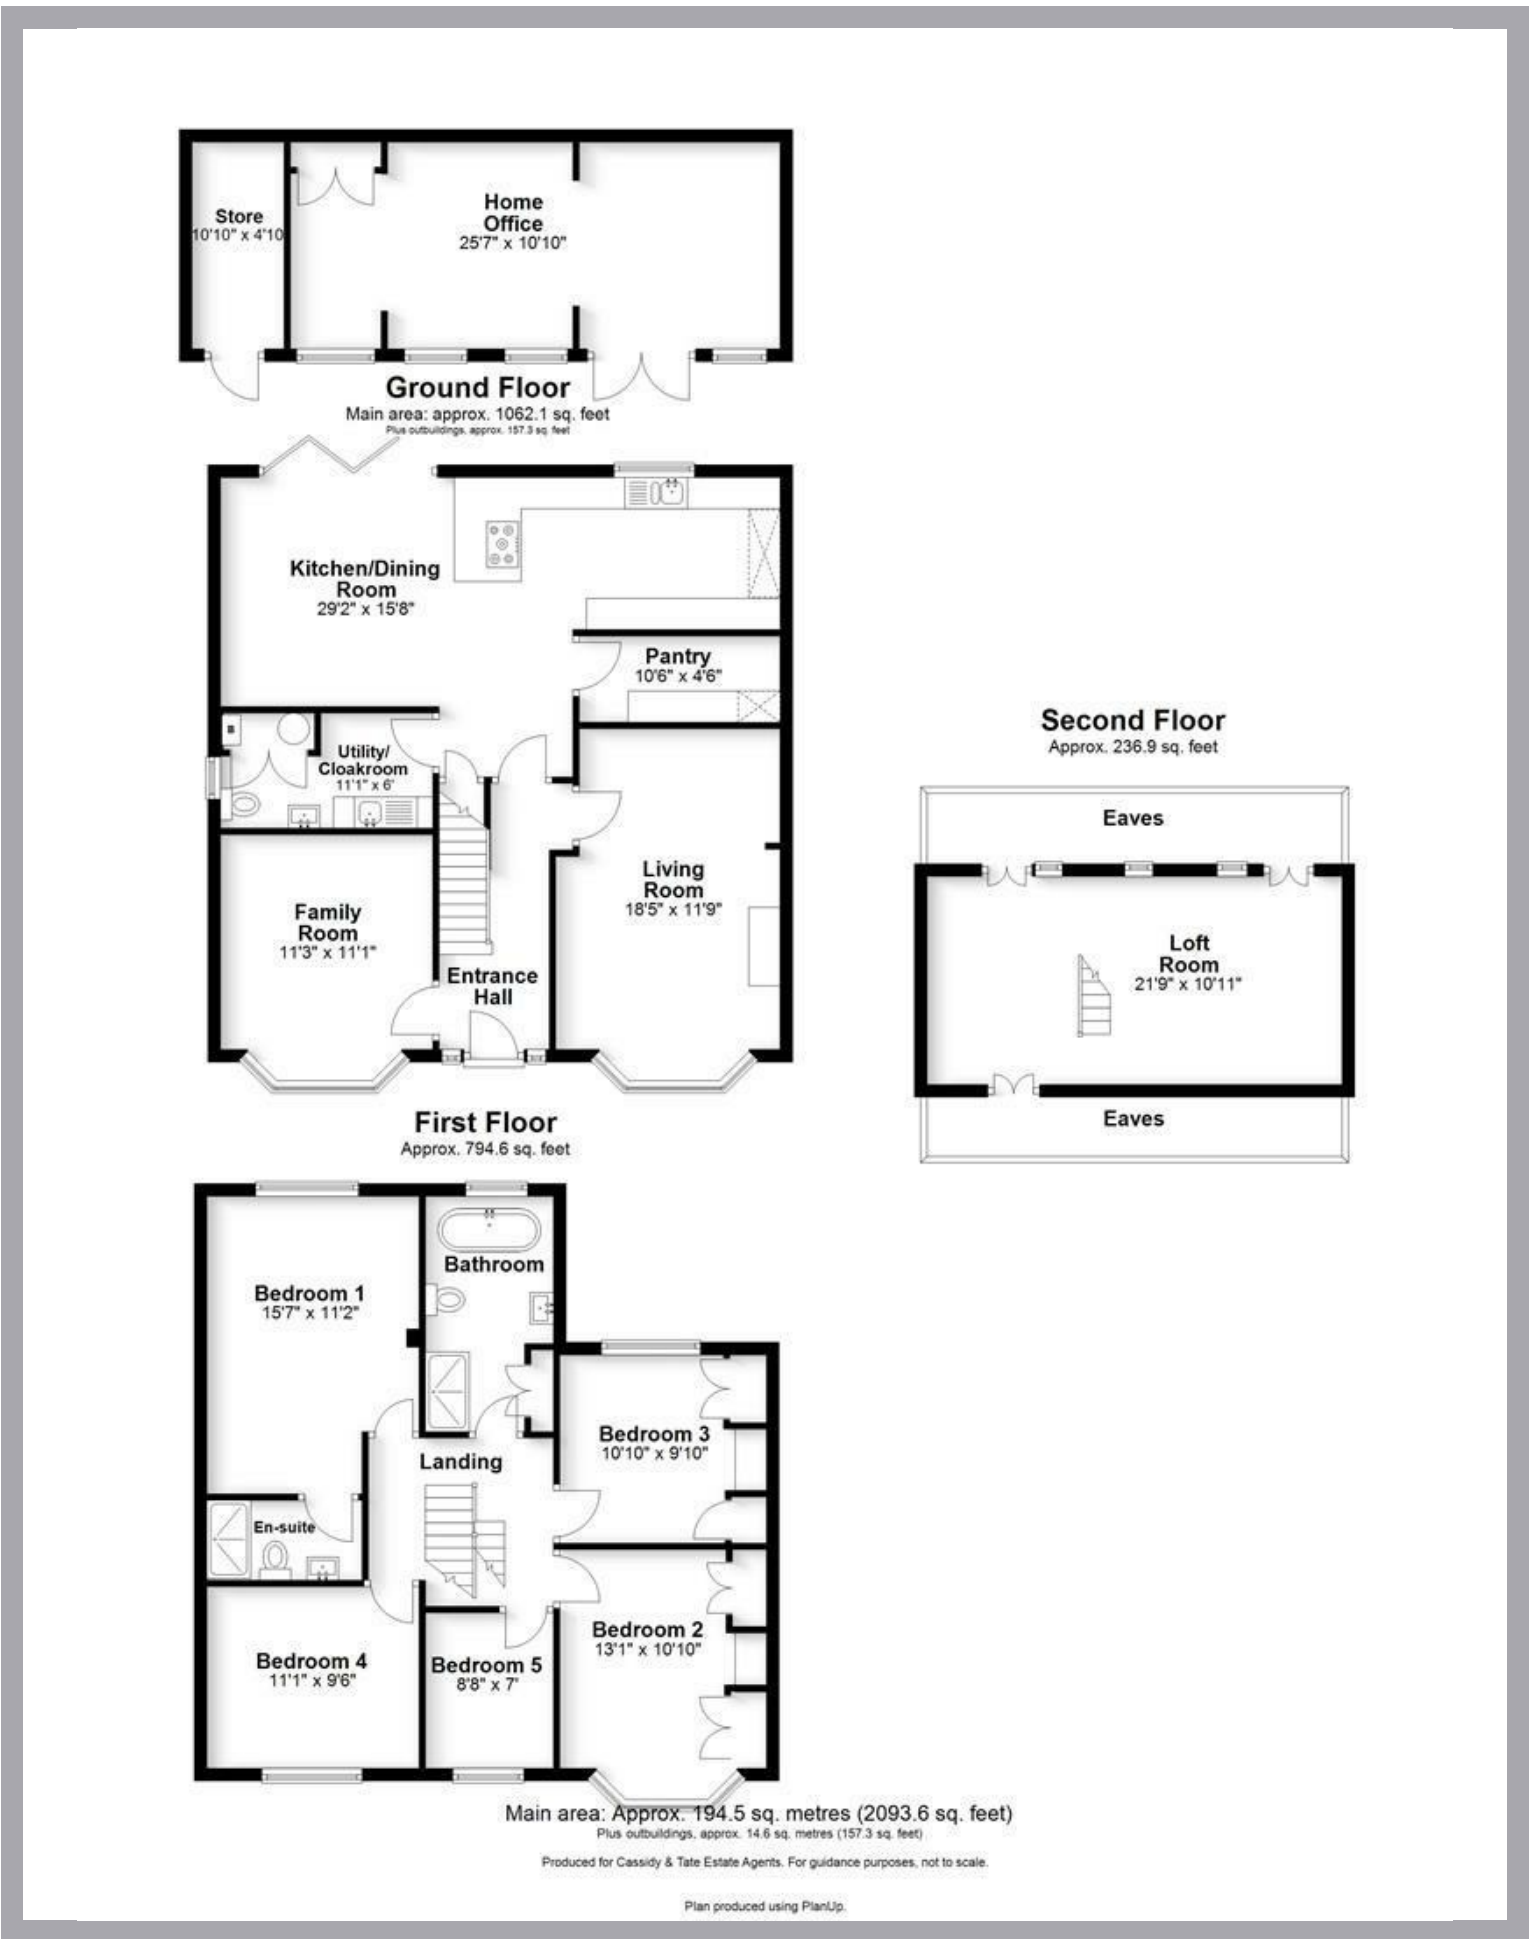 Store
10'10" x 4'10
Home
Office
25'7" x 10'10"
Ground Floor
Main area: approx. 1062.1 sq. feet
Plus outbuildings, approx. 157.3 sq. feet
Kitchen/Dining
Room
29'2" x 15'8"
Pantry
10'6" x 4'6"
Utility/
Cloakroom
11'1" x 6'
Living
Room
18'5" x 11'9"
Family
Room
11'3" x 11'1"
Entrance
Hall
Second Floor
Approx. 236.9 sq. feet
Eaves
Loft
Room
21'9" x 10'11"
Eaves
First Floor
Approx. 794.6 sq. feet
Bathroom
Bedroom 1
15'7" x 11'2"
Bedroom 3
10'10" x 9'10"
Landing
En-suite
Bedroom 2
13'1" x 10'10"
Bedroom 4
11'1" x 9'6"
Bedroom 5
8'8" x 7'
Main area: Approx. 194.5 sq. metres (2093.6 sq. feet)
Plus outbuildings, approx. 14.6 sq. metres (157.3 sq. feet)
Produced for Cassidy & Tate Estate Agents. For guidance purposes, not to scale.
Plan produced using PlanUp.